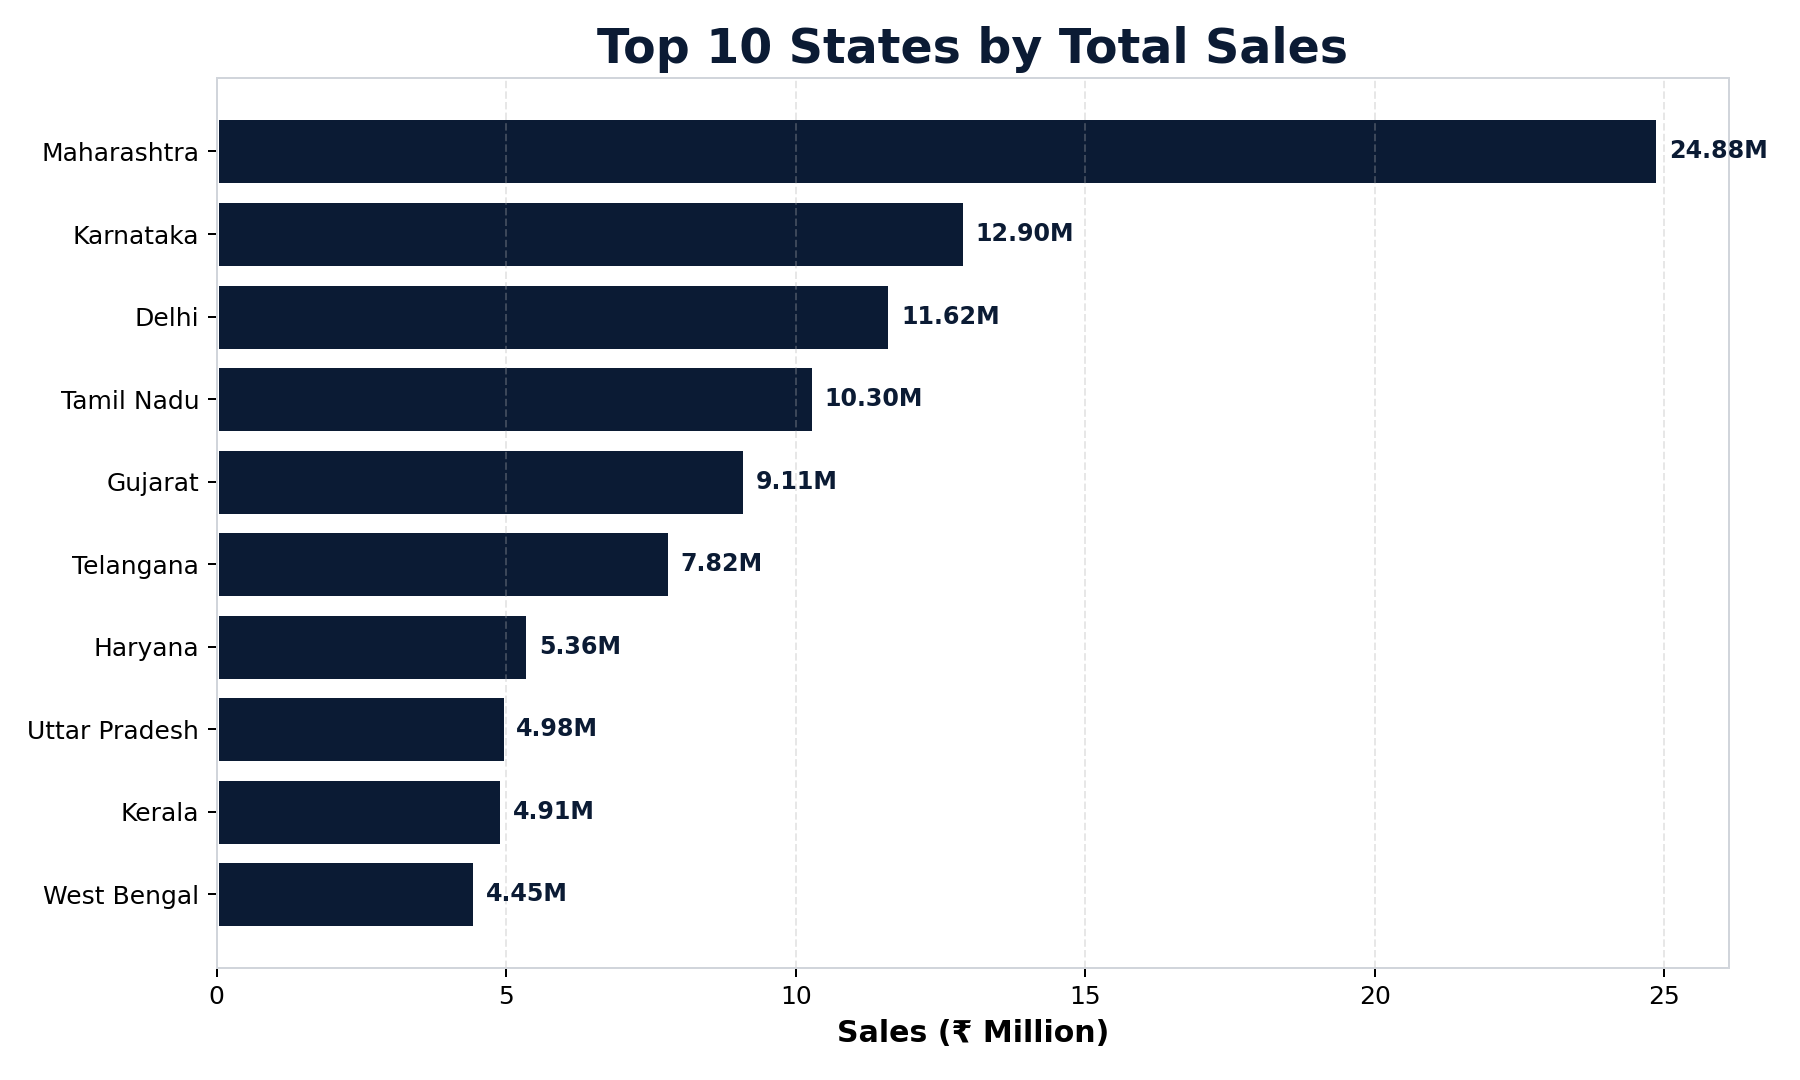 Top 10 States by Total Sales
Maharashtra 24.88M
Karnataka 12.90M
Delhi 11.62M
Tamil Nadu 10.30M
Gujarat 9.11M
Telangana 7.82M
Haryana 5.36M
Uttar Pradesh 4.98M
Kerala 4.91M
West Bengal 4.45M
0 5 10 15 20 25
Sales (₹ Million)